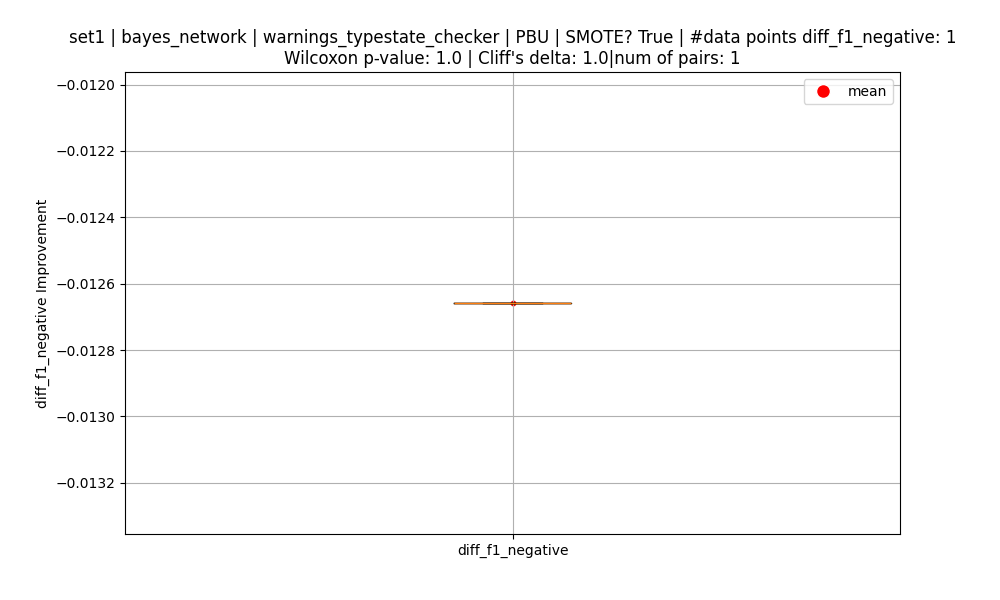 set1 | bayes_network | warnings_typestate_checker | PBU | SMOTE? True | #data points diff_f1_negative: 1
Wilcoxon p-value: 1.0 | Cliff's delta: 1.0|num of pairs: 1
mean
−0.0120
−0.0122
−0.0124
−0.0126
−0.0128
−0.0130
−0.0132
diff_f1_negative Improvement
diff_f1_negative